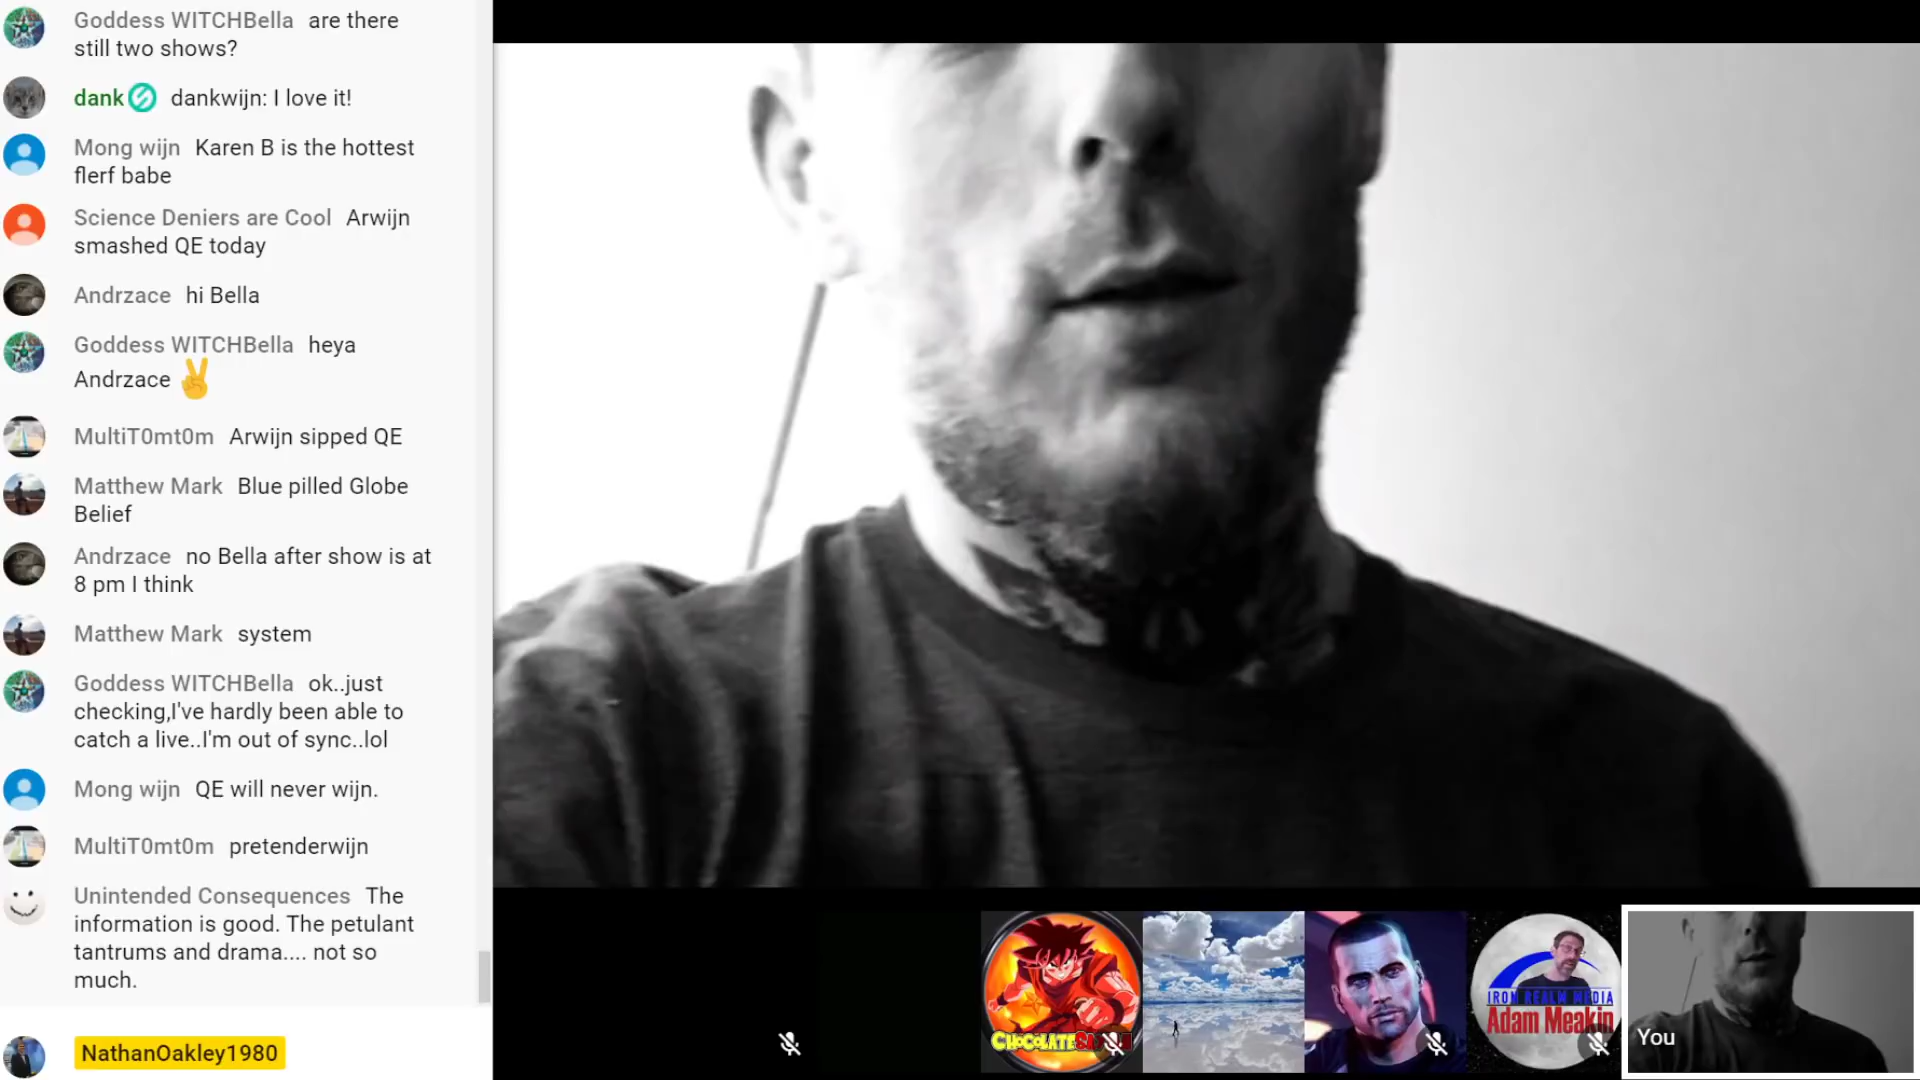 Goddess WITCHBella are there
still two shows?
dank dankwijn: I love it!
Mong wijn Karen B is the hottest
flerf babe
Science Deniers are Cool Arwijn
smashed QE today
Andrzace hi Bella
Goddess WITCHBella heya
Andrzace ✌
MultiT0mt0m Arwijn sipped QE
Matthew Mark Blue pilled Globe
Belief
Andrzace no Bella after show is at
8 pm I think
Matthew Mark system
Goddess WITCHBella ok..just
checking,I've hardly been able to
catch a live..I'm out of sync..lol
Mong wijn QE will never wijn.
MultiT0mt0m pretenderwijn
Unintended Consequences The
information is good. The petulant
tantrums and drama.... not so
much.
NathanOakley1980
IRON REALM MEDIA
Adam Meakin
You